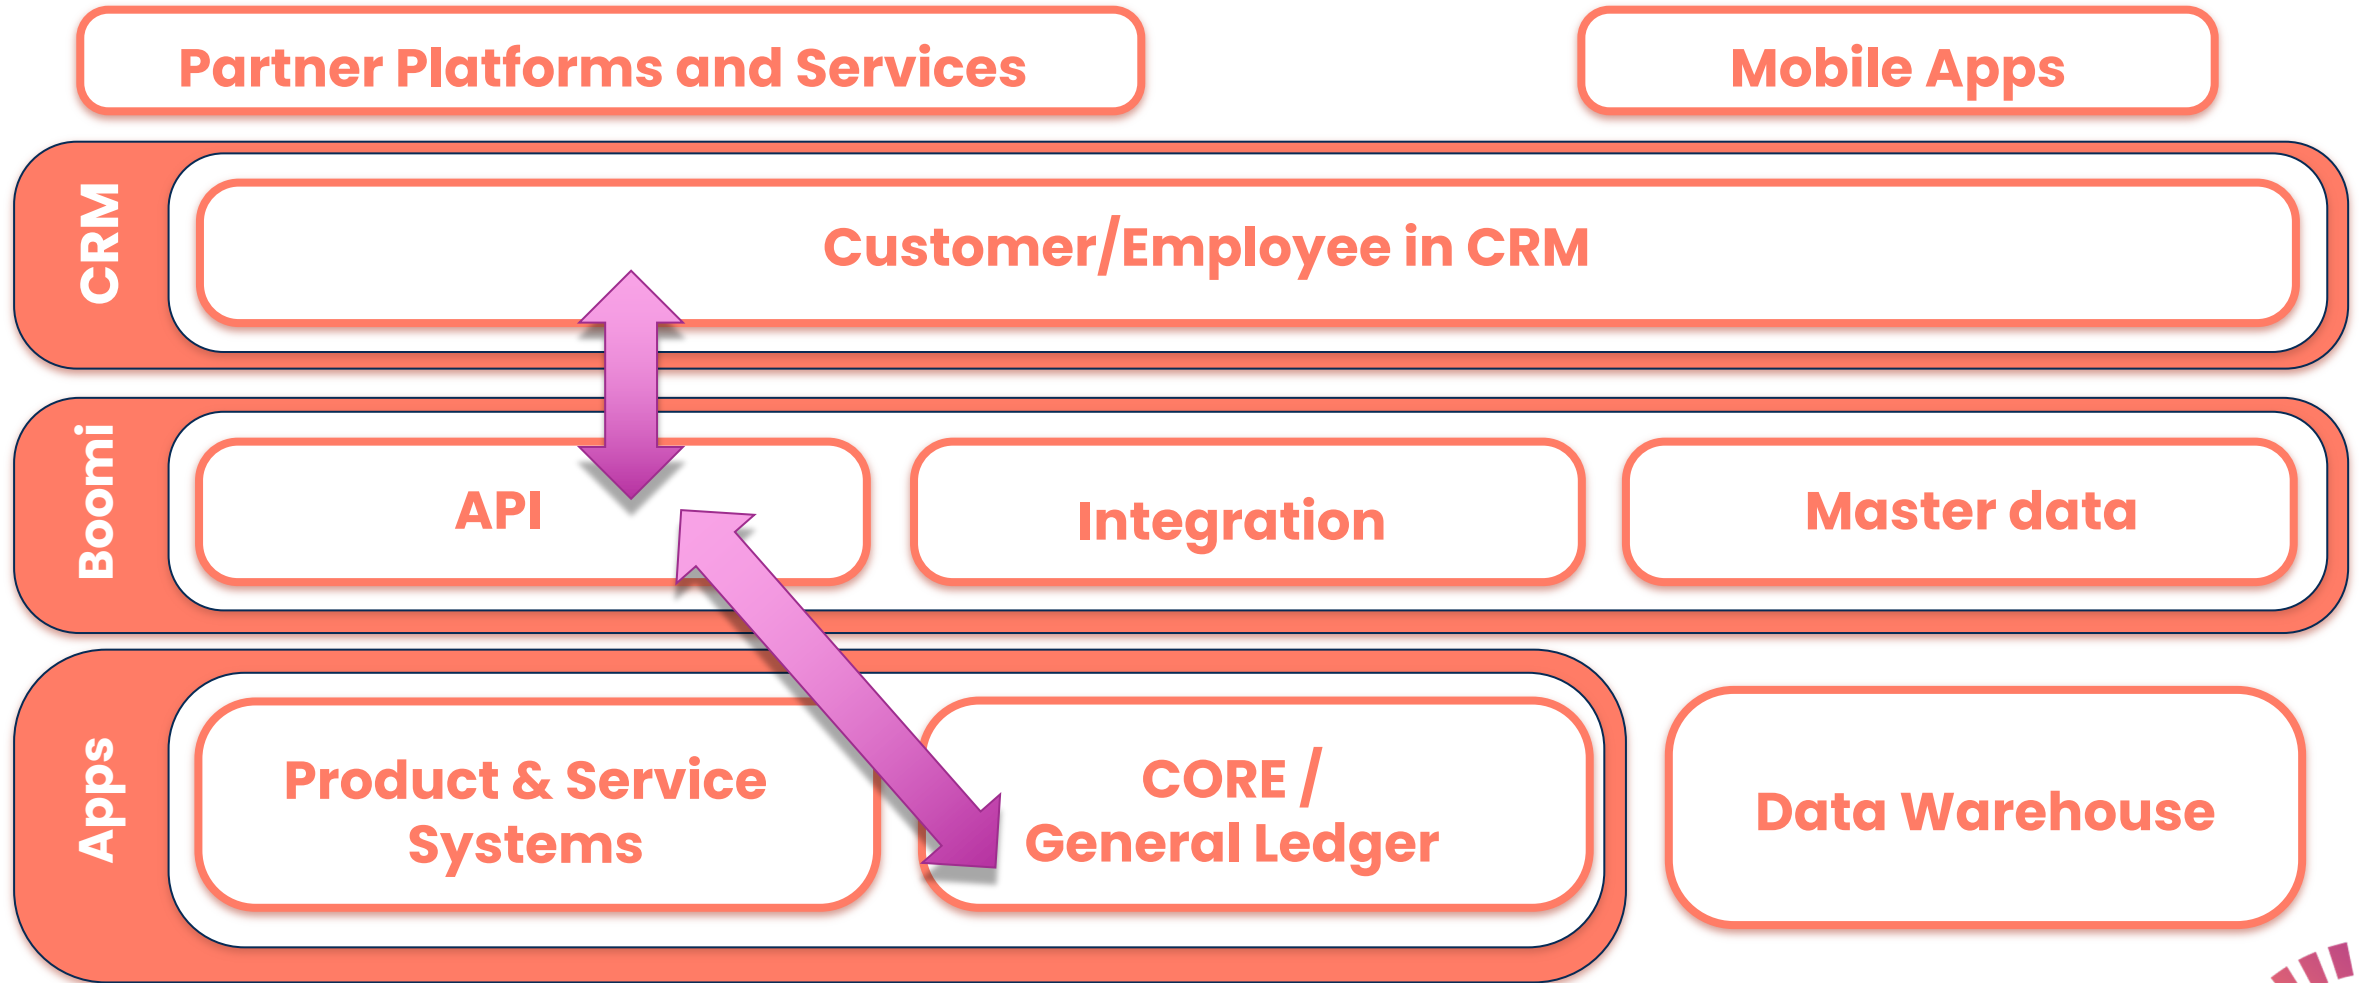 Partner Platforms and Services
Mobile Apps
CRM
Customer/Employee in CRM
Boomi
API
Integration
Master data
Apps
Product & Service
Systems
CORE /
General Ledger
Data Warehouse